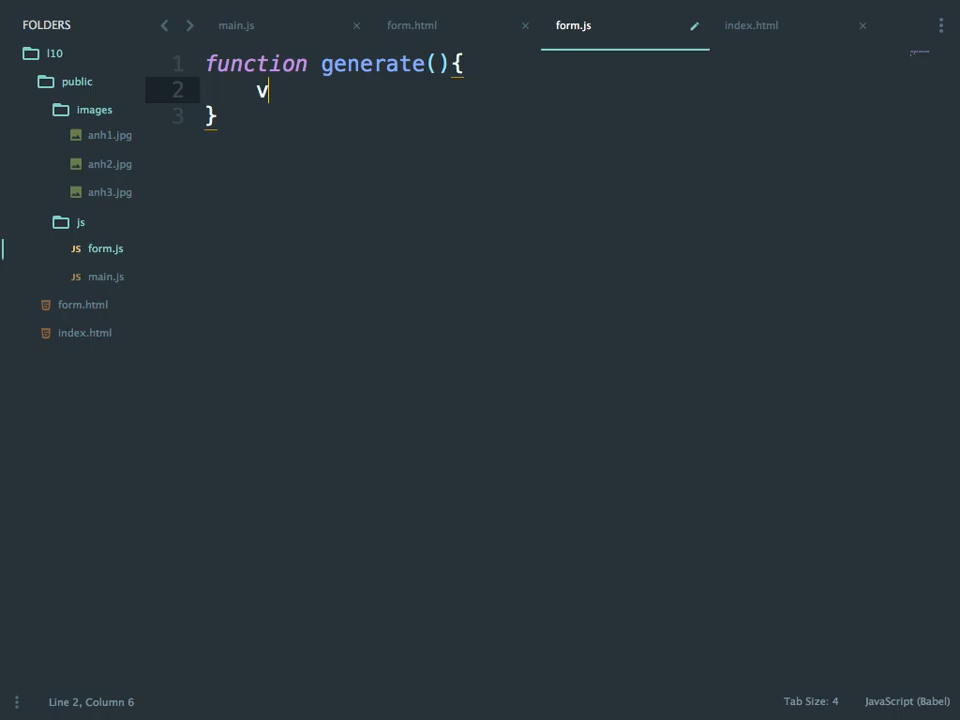 FOLDERS
l10
public
images
anh1.jpg
anh2.jpg
anh3.jpg
js
JS form.js
JS main.js
form.html
index.html
main.js
form.html
form.js
index.html
1 function generate(){
2 v
3 }
Line 2, Column 6
Tab Size: 4
JavaScript (Babel)